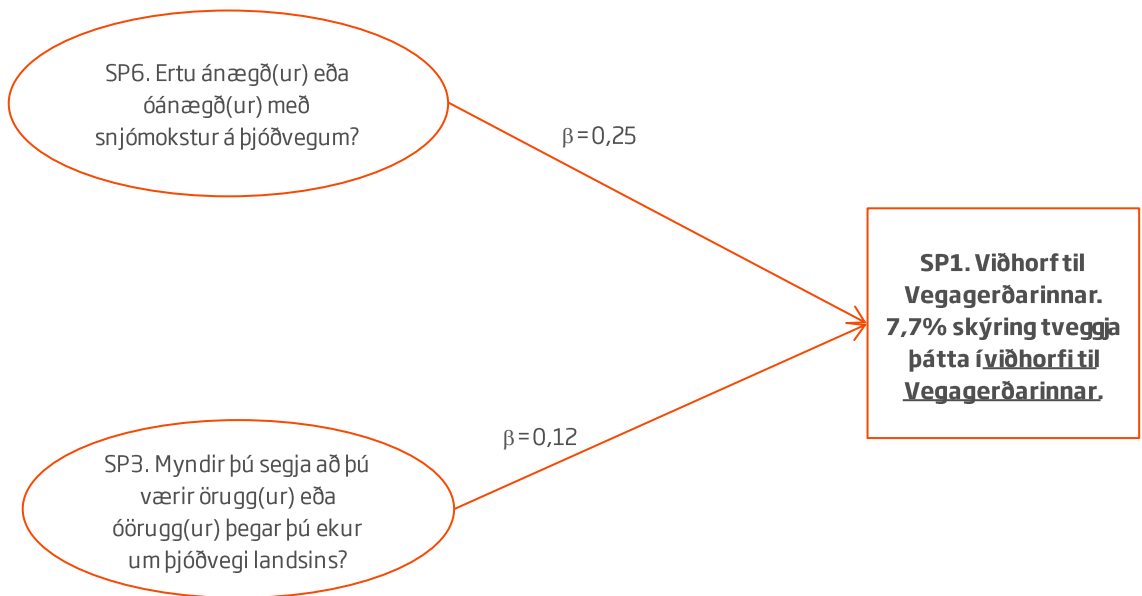 SP6. Ertu ánægð(ur) eða
óánægð(ur) með
snjómokstur á þjóðvegum?
β = 0,25
SP1. Viðhorf til
Vegagerðarinnar.
7,7% skýring tveggja
þátta í viðhorfi til
Vegagerðarinnar.
β = 0,12
SP3. Myndir þú segja að þú
værir örugg(ur) eða
óörugg(ur) þegar þú ekur
um þjóðvegi landsins?